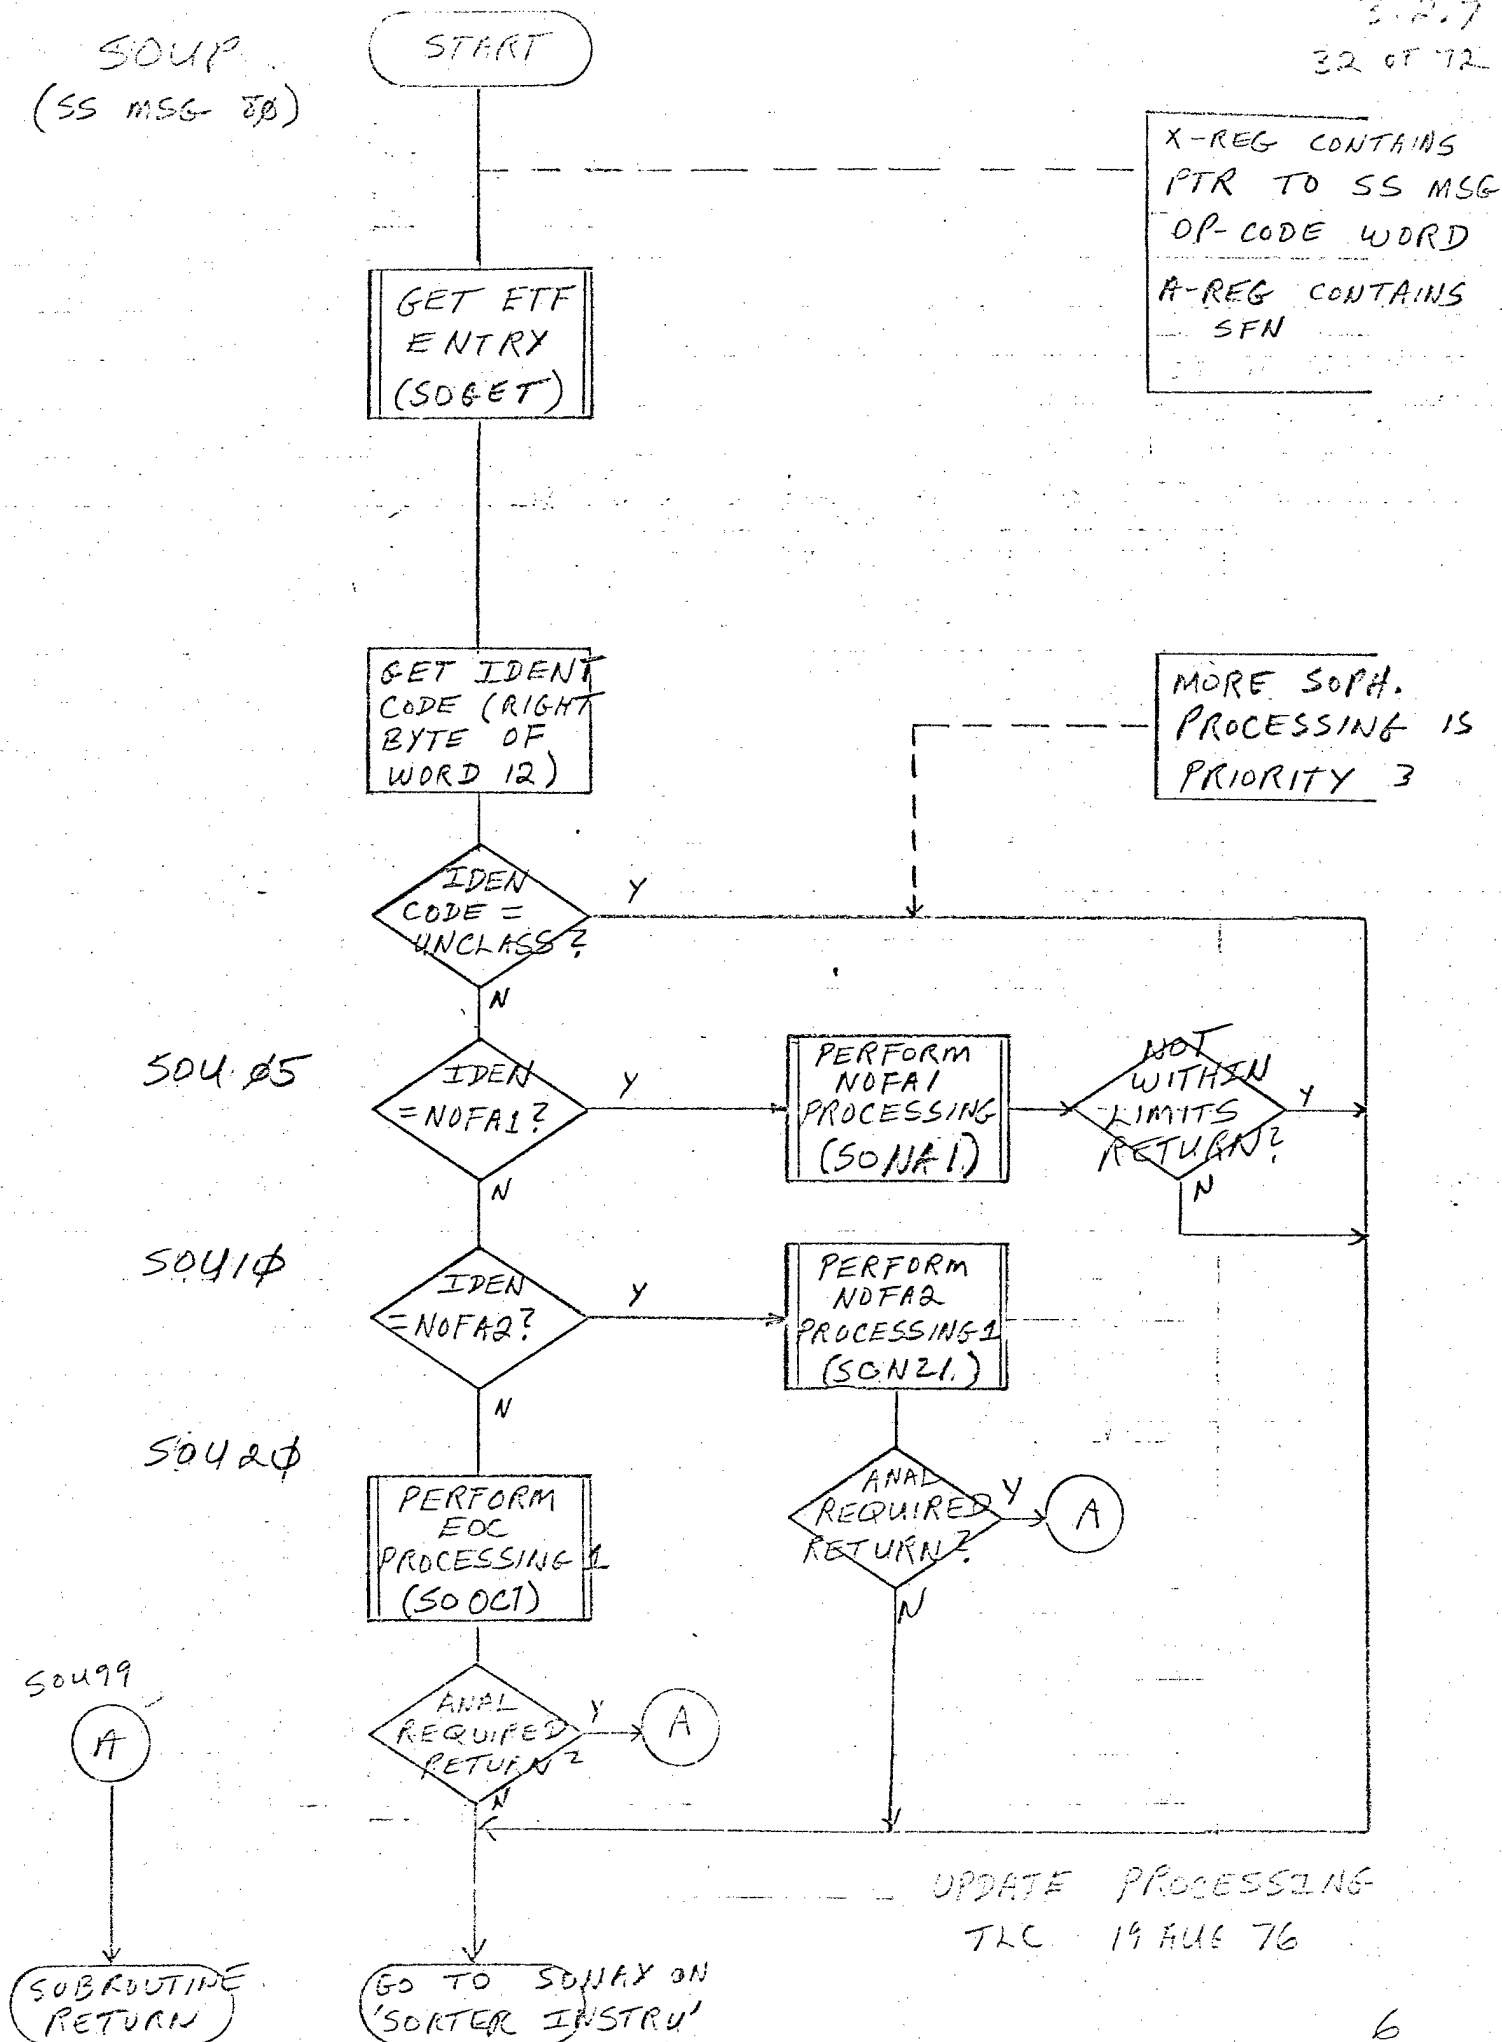 SOUP
(SS MSG
START
3.2.7
32 OF 72
X-REG CONTAINS
PTR TO SS MSG
OP-CODE WORD
A-REG CONTAINS
SFN
GET ETF
ENTRY
(SOGET)
GET IDENT
CODE (RIGHT
BYTE OF
WORD 12)
MORE SOPH.
PROCESSING IS
PRIORITY 3
IDEN
CODE =
UNCLASS?
Y
N
SOU05
IDEN
=NOFA1?
Y
N
PERFORM
NOFA1
PROCESSING
(SONA1.)
NOT
WITHIN
LIMITS
RETURN?
Y
N
SOU10
IDEN
=NOFA2?
Y
N
PERFORM
NOFA2
PROCESSING1
(SON21.)
SOU20
PERFORM
EOC
PROCESSING 1
ANAL
REQUIRED
RETURN?
Y
A
N
SOU99
A
ANAL
REQUIRED
RETURN?
Y
A
N
UPDATE PROCESSING
TLC 19 AUG 76
SUBROUTINE
RETURN
GO TO SONAX ON
'SORTER INSTRU'
6